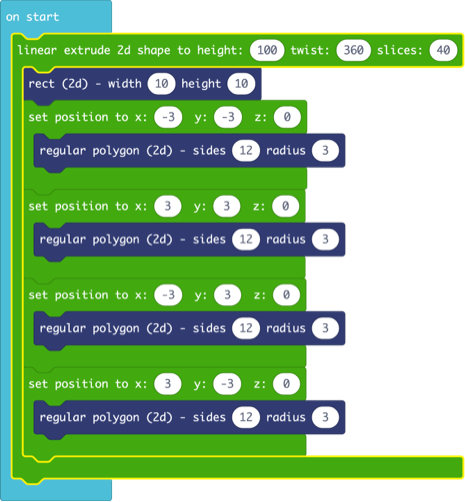 on start
linear extrude 2d shape to height: 100 twist: 360 slices: 40
rect (2d) - width 10 height 10
set position to x: -3 y: -3 z: 0
regular polygon (2d) - sides 12 radius 3
set position to x: 3 y: 3 z: 0
regular polygon (2d) - sides 12 radius 3
set position to x: -3 y: 3 z: 0
regular polygon (2d) - sides 12 radius 3
set position to x: 3 y: -3 z: 0
regular polygon (2d) - sides 12 radius 3